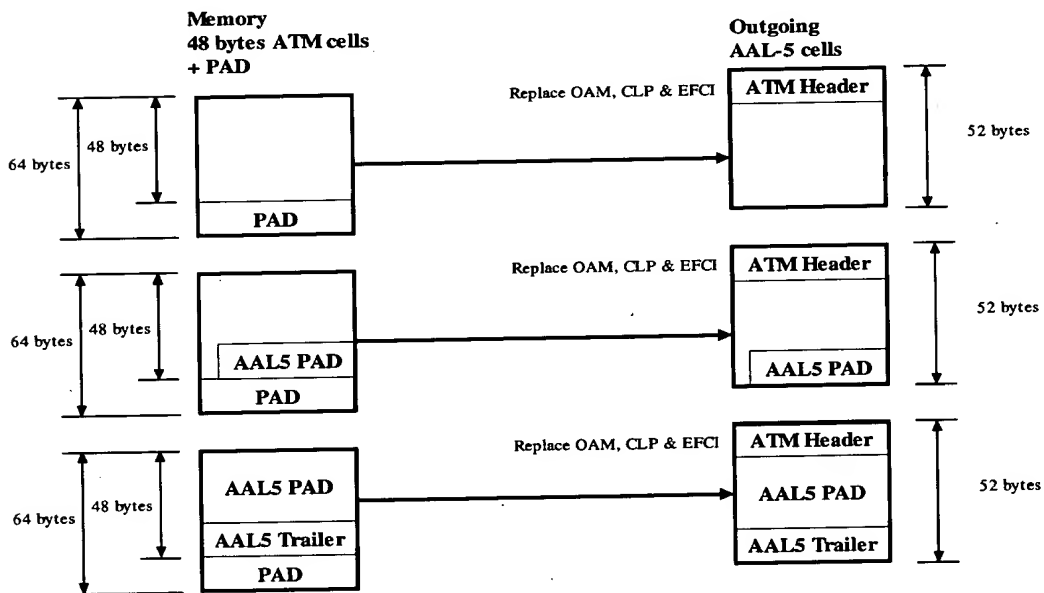 Memory
48 bytes ATM cells
+ PAD
Outgoing
AAL-5 cells
Replace OAM, CLP & EFCI
ATM Header
64 bytes
48 bytes
52 bytes
PAD
Replace OAM, CLP & EFCI
ATM Header
64 bytes
48 bytes
52 bytes
AAL5 PAD
PAD
AAL5 PAD
Replace OAM, CLP & EFCI
ATM Header
64 bytes
48 bytes
AAL5 PAD
AAL5 PAD
52 bytes
AAL5 Trailer
AAL5 Trailer
PAD